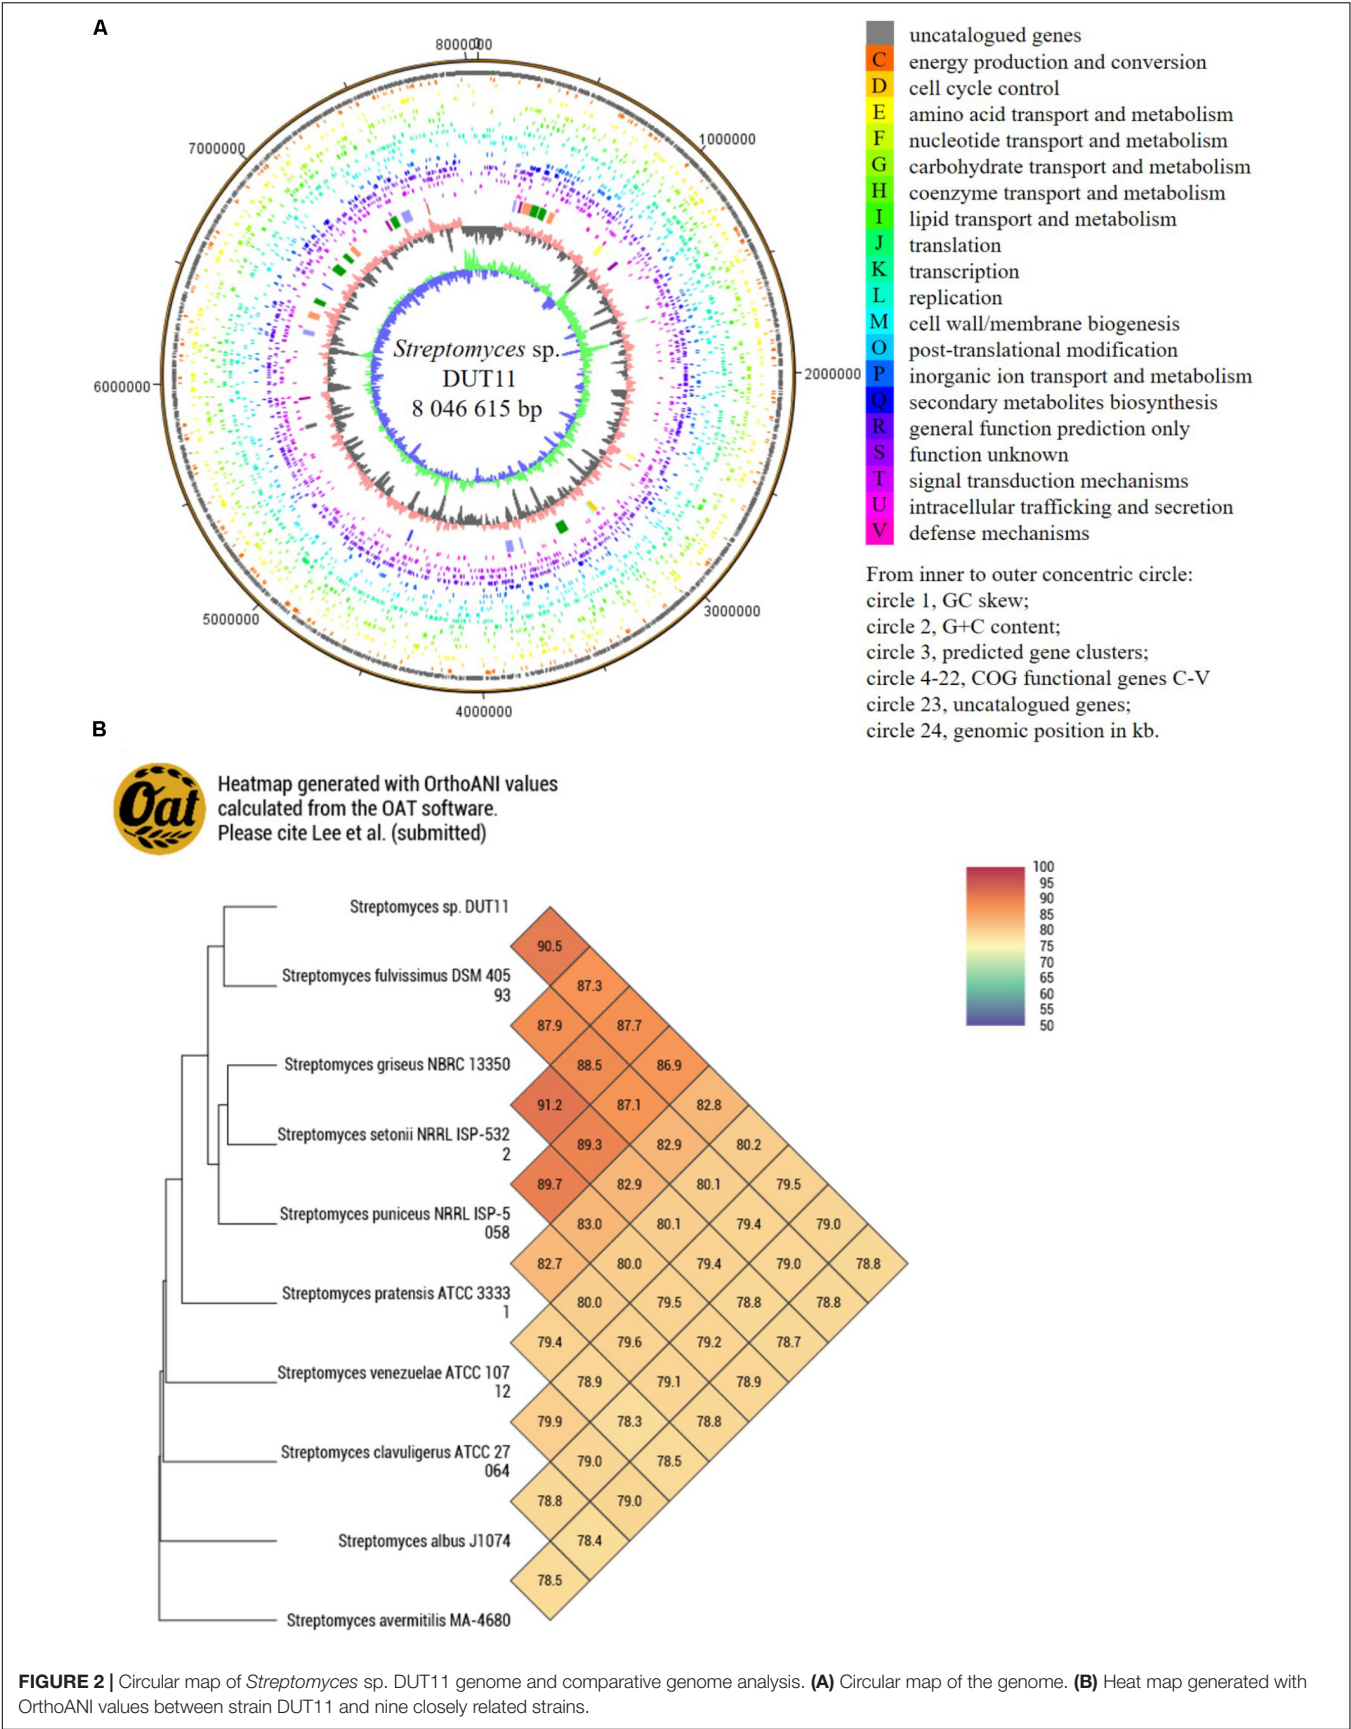 A
8000000
0
1000000
2000000
3000000
4000000
5000000
6000000
7000000
Streptomyces sp.
DUT11
8 046 615 bp
uncatalogued genes
C energy production and conversion
D cell cycle control
E amino acid transport and metabolism
F nucleotide transport and metabolism
G carbohydrate transport and metabolism
H coenzyme transport and metabolism
I lipid transport and metabolism
J translation
K transcription
L replication
M cell wall/membrane biogenesis
O post-translational modification
P inorganic ion transport and metabolism
Q secondary metabolites biosynthesis
R general function prediction only
S function unknown
T signal transduction mechanisms
U intracellular trafficking and secretion
V defense mechanisms
From inner to outer concentric circle:
circle 1, GC skew;
circle 2, G+C content;
circle 3, predicted gene clusters;
circle 4-22, COG functional genes C-V
circle 23, uncatalogued genes;
circle 24, genomic position in kb.
B
Oat
Heatmap generated with OrthoANI values
calculated from the OAT software.
Please cite Lee et al. (submitted)
100
95
90
85
80
75
70
65
60
55
50
Streptomyces sp. DUT11
90.5
Streptomyces fulvissimus DSM 405
93
87.3
87.9 87.7
Streptomyces griseus NBRC 13350
88.5 86.9
91.2 87.1 82.8
Streptomyces setonii NRRL ISP-532
2
89.3 82.9 80.2
89.7 82.9 80.1 79.5
Streptomyces puniceus NRRL ISP-5
058
83.0 80.1 79.4 79.0
82.7 80.0 79.4 79.0 78.8
Streptomyces pratensis ATCC 3333
1
80.0 79.5 78.8 78.8
79.4 79.6 79.2 78.7
Streptomyces venezuelae ATCC 107
12
78.9 79.1 78.9
79.9 78.3 78.8
Streptomyces clavuligerus ATCC 27
064
79.0 78.5
78.8 79.0
Streptomyces albus J1074
78.4
78.5
Streptomyces avermitilis MA-4680
FIGURE 2 | Circular map of Streptomyces sp. DUT11 genome and comparative genome analysis. (A) Circular map of the genome. (B) Heat map generated with
OrthoANI values between strain DUT11 and nine closely related strains.